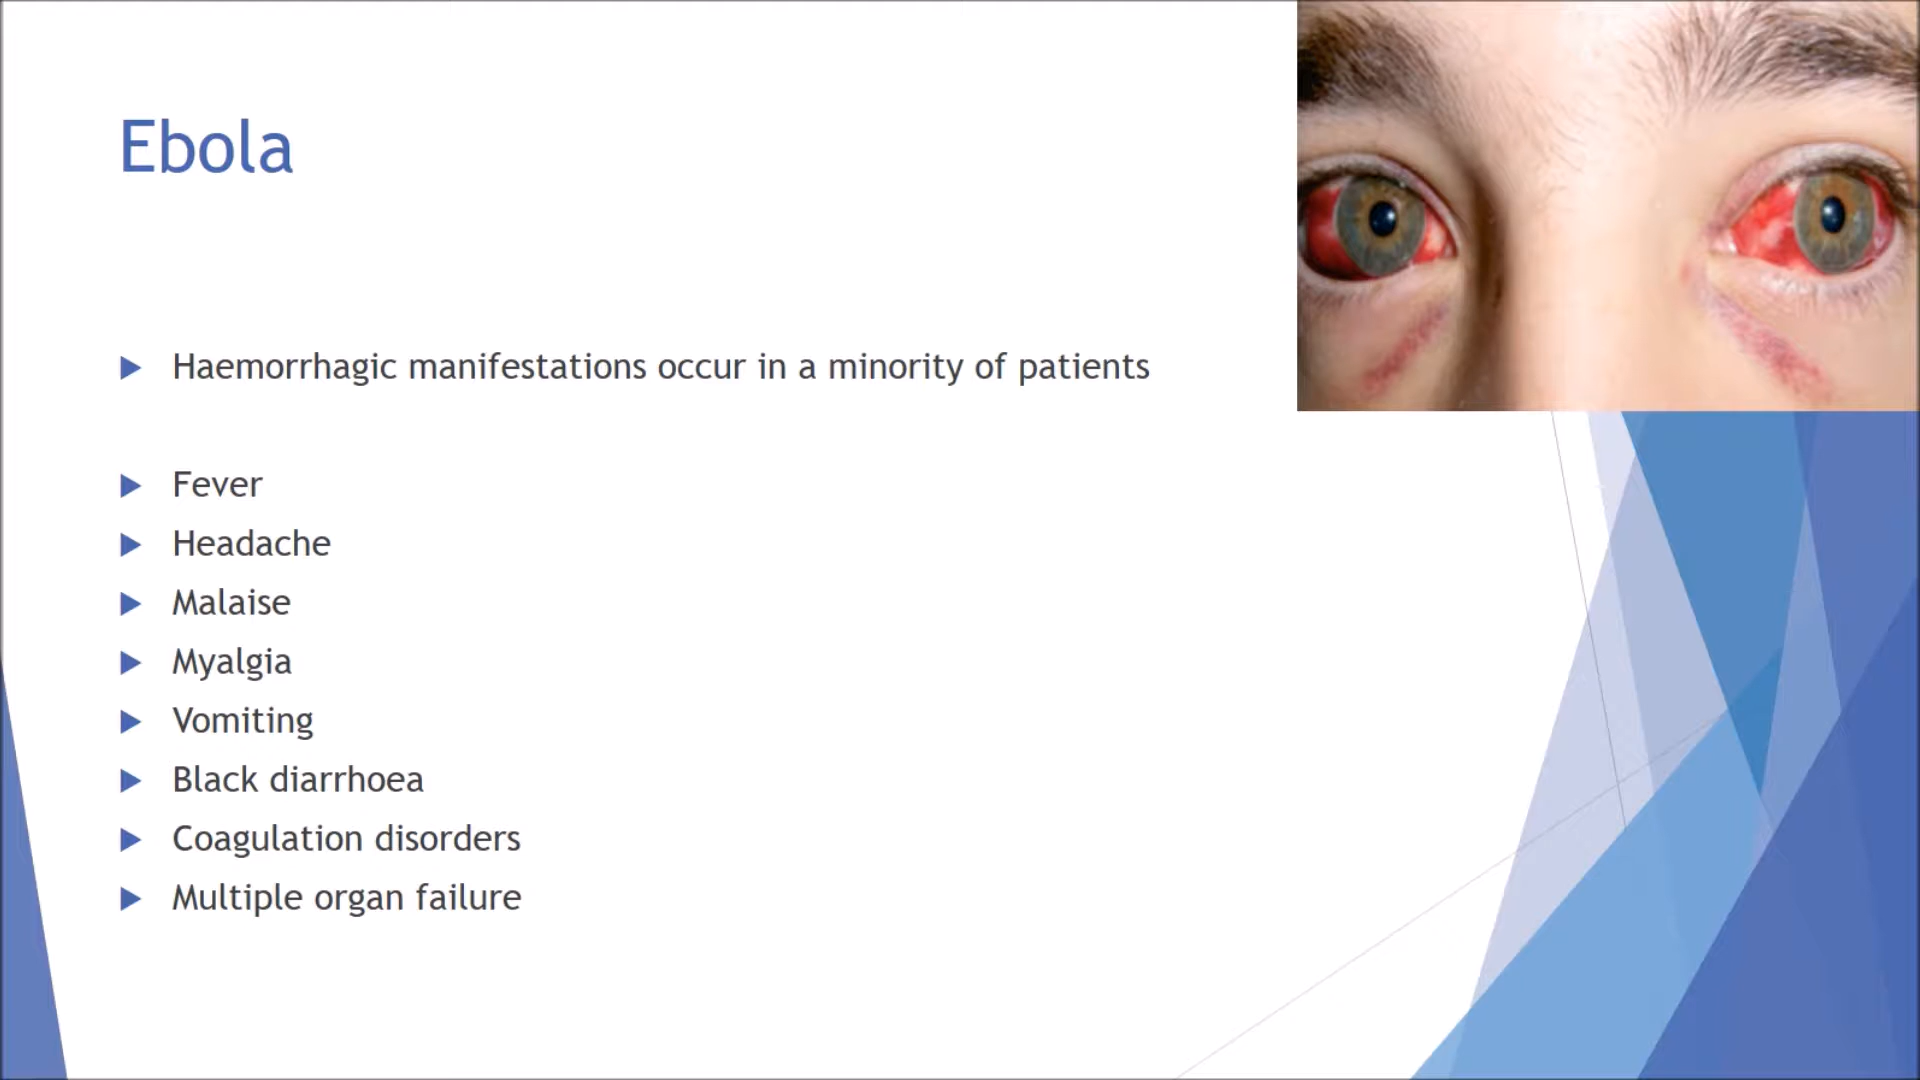 Ebola
Haemorrhagic manifestations occur in a minority of patients
Fever
Headache
Malaise
Myalgia
Vomiting
Black diarrhoea
Coagulation disorders
Multiple organ failure